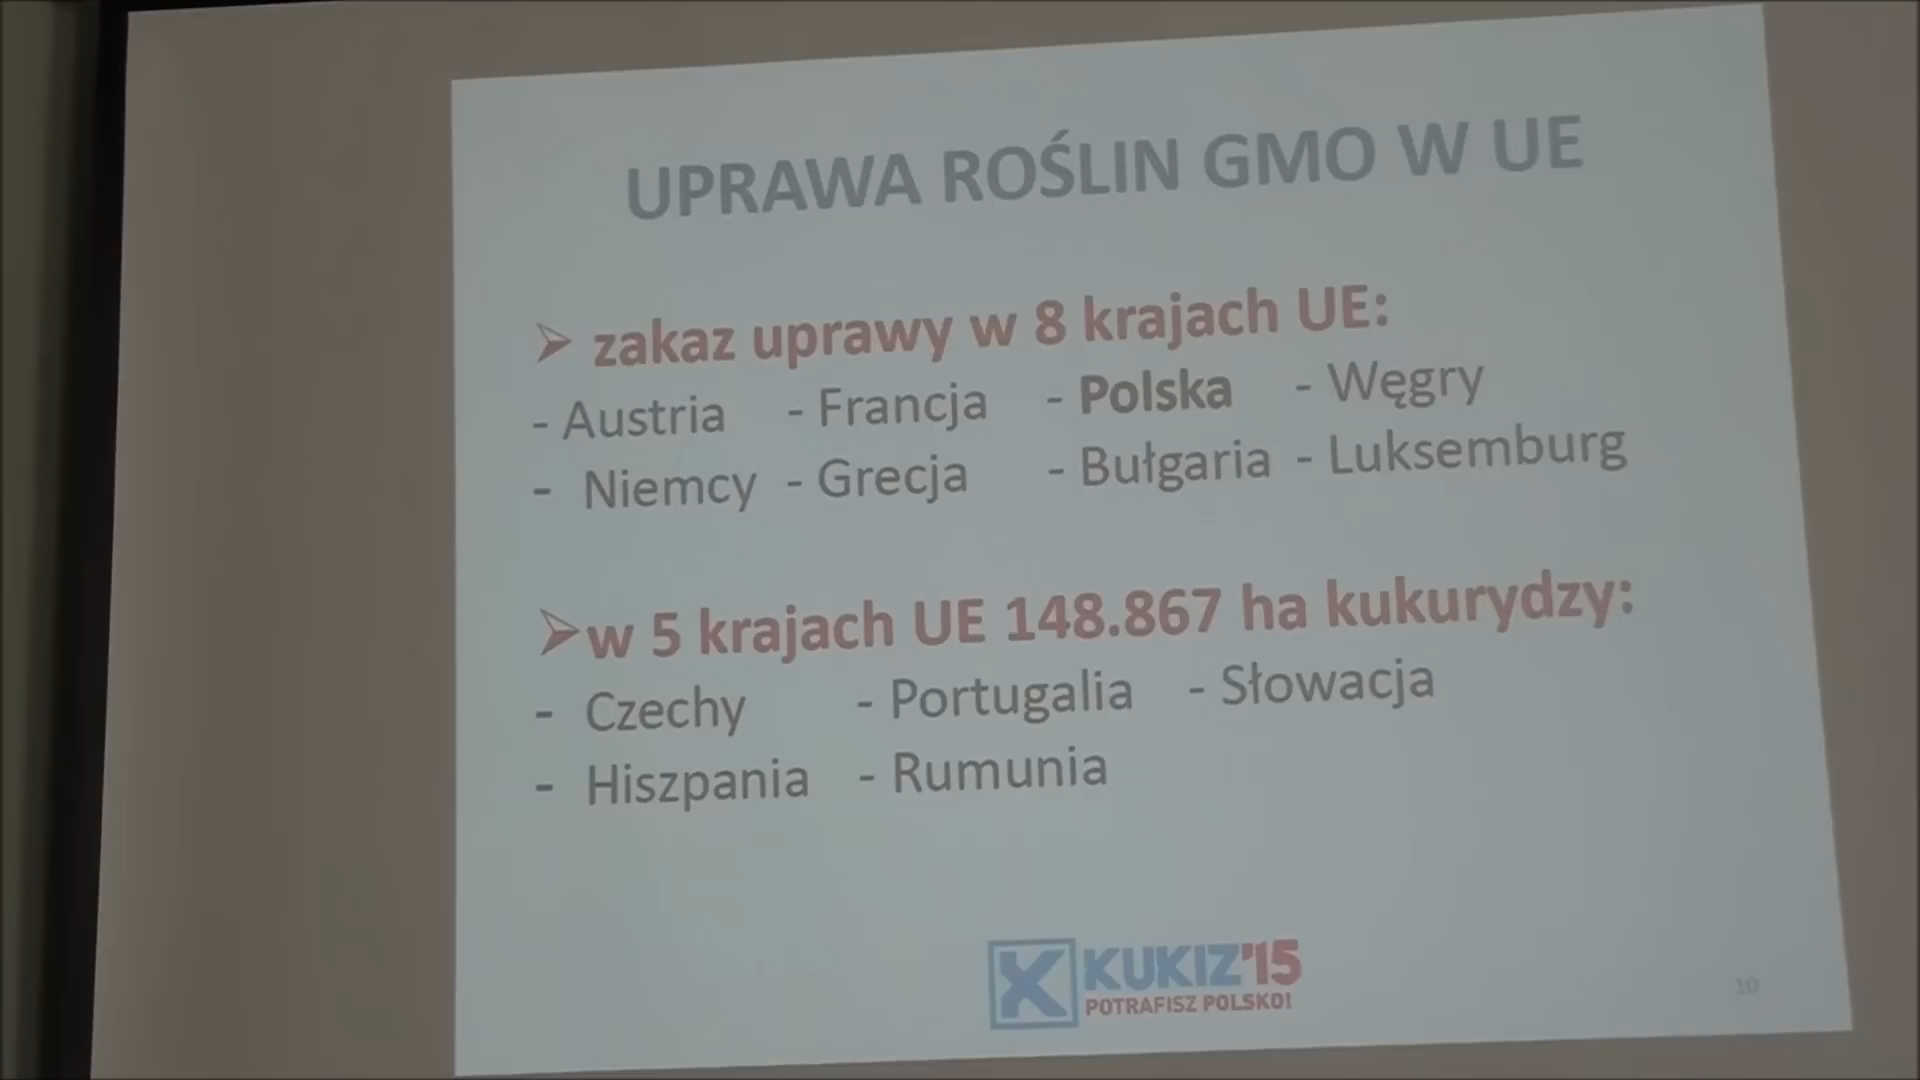 UPRAWA ROŚLIN GMO W UE
➢ zakaz uprawy w 8 krajach UE:
- Austria - Francja - Polska - Węgry
- Niemcy - Grecja - Bułgaria - Luksemburg
➢w 5 krajach UE 148.867 ha kukurydzy:
- Czechy - Portugalia - Słowacja
- Hiszpania - Rumunia
KUKIZ'15
POTRAFISZ POLSKO!
10